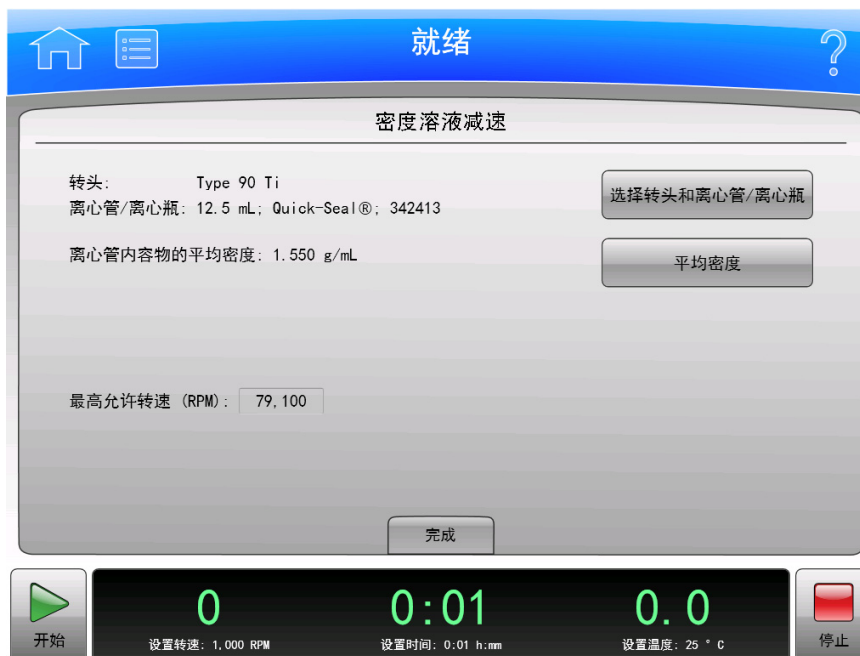 就绪
?
密度溶液减速
转头: Type 90 Ti
选择转头和离心管/离心瓶
离心管/离心瓶: 12.5 mL; Quick-Seal®; 342413
离心管内容物的平均密度: 1.550 g/mL
平均密度
最高允许转速 (RPM): 79,100
完成
0 0:01 0.0
开始 设置转速: 1,000 RPM 设置时间: 0:01 h:mm 设置温度: 25 °C 停止